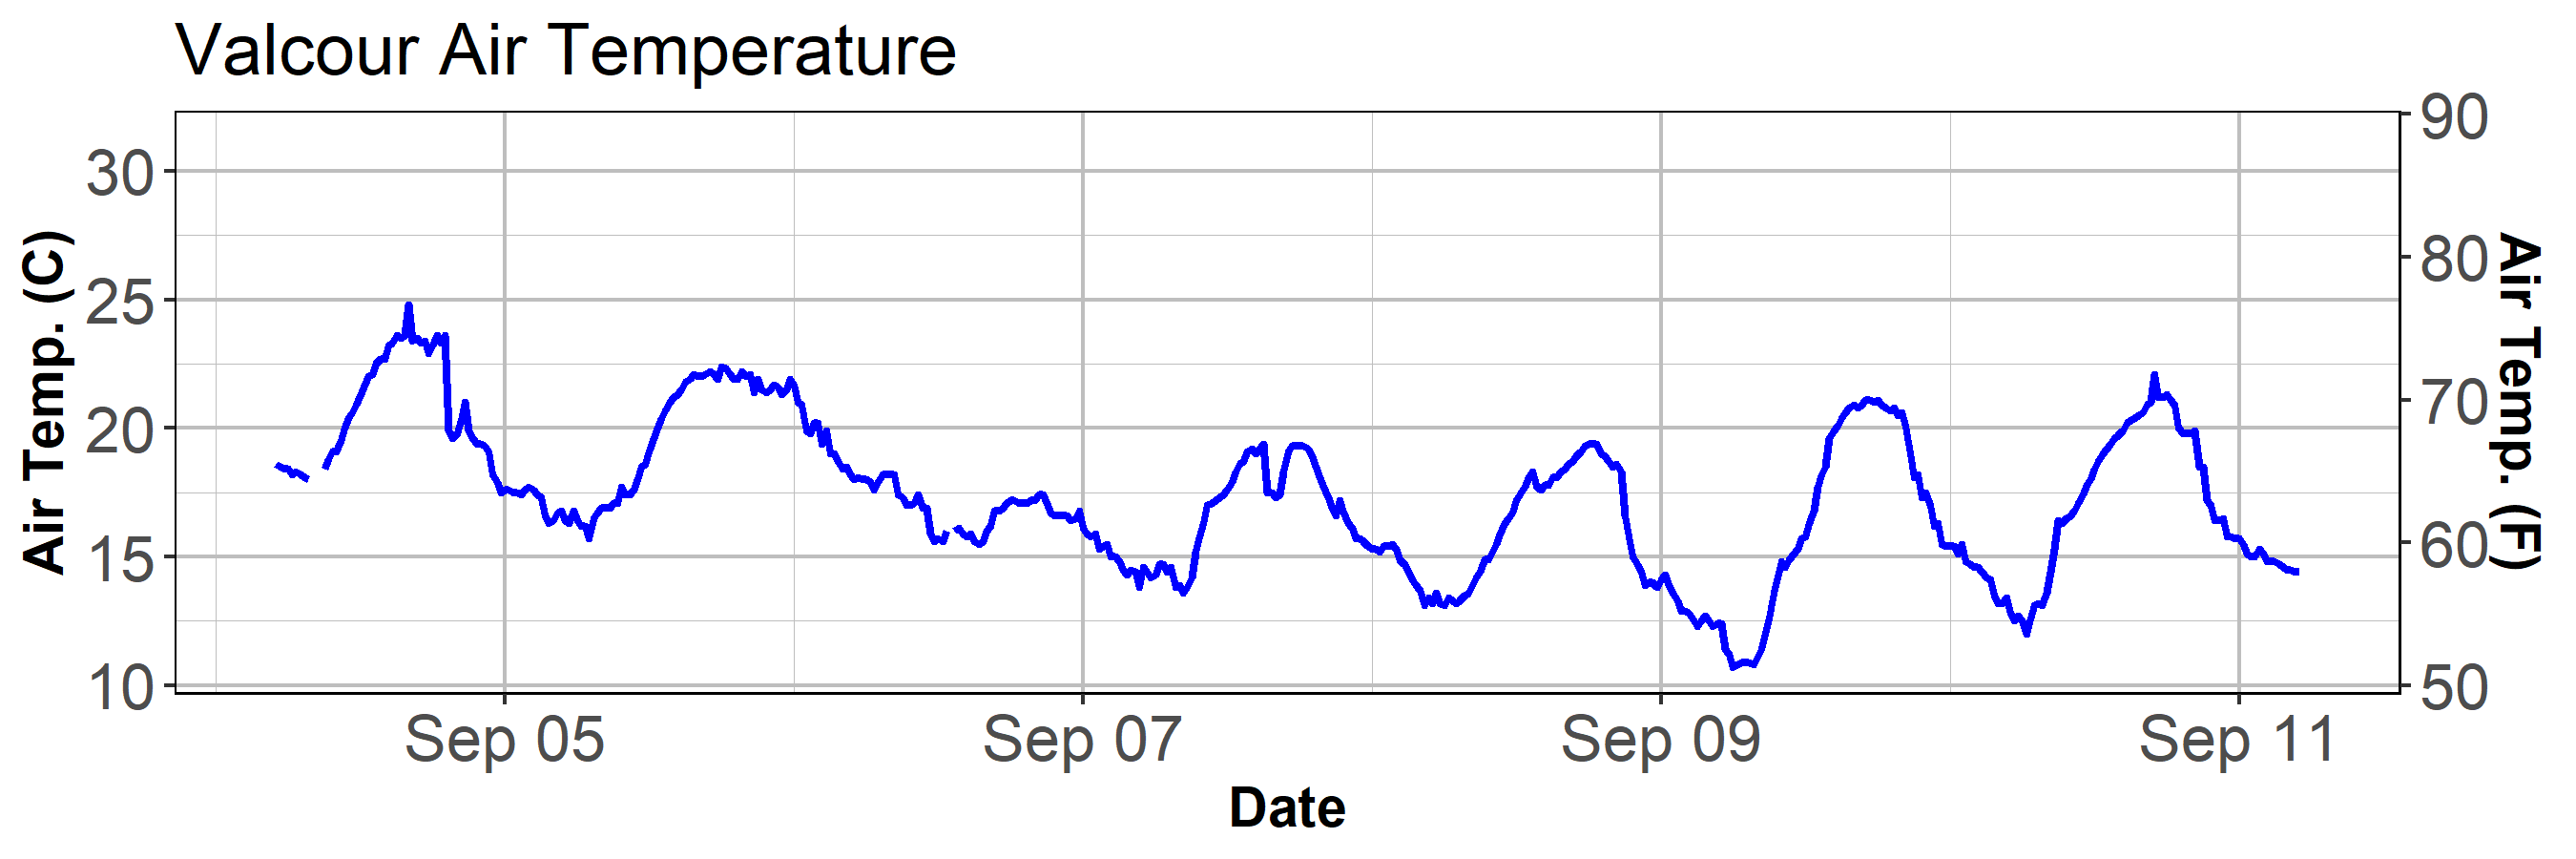 Valcour Air Temperature
Air Temp. (C)
30
25
20
15
10
90
80
70
60
50
Air Temp. (F)
Sep 05
Sep 07
Sep 09
Sep 11
Date